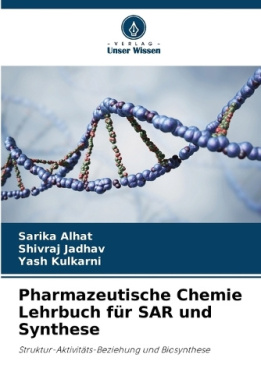 - VERLAG -
Unser Wissen
Sarika Alhat
Shivraj Jadhav
Yash Kulkarni
Pharmazeutische Chemie
Lehrbuch für SAR und
Synthese
Struktur-Aktivitäts-Beziehung und Biosynthese